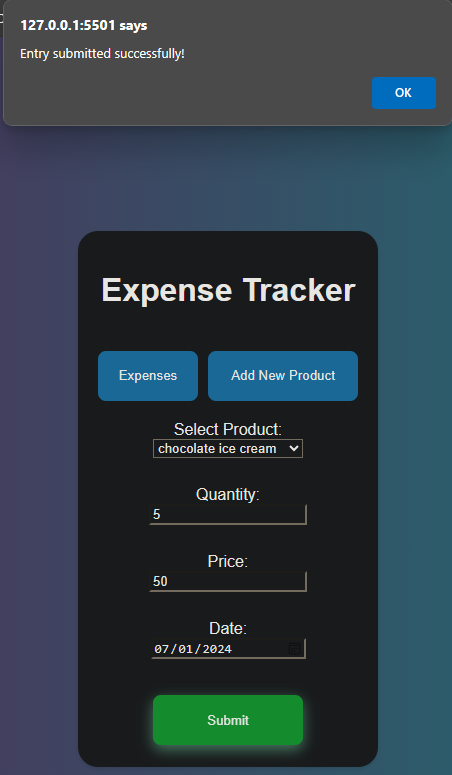 127.0.0.1:5501 says
Entry submitted successfully!
OK
Expense Tracker
Expenses
Add New Product
Select Product:
chocolate ice cream
Quantity:
5
Price:
50
Date:
07/01/2024
Submit